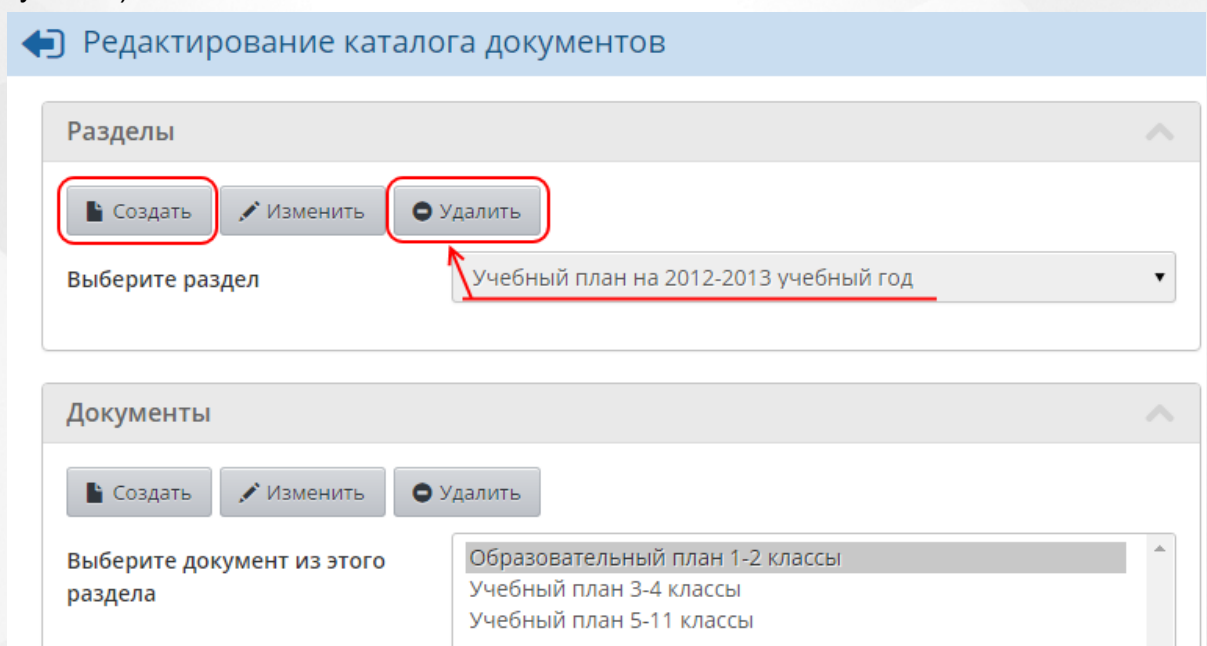 Редактирование каталога документов
Разделы
Создать Изменить Удалить
Выберите раздел Учебный план на 2012-2013 учебный год
Документы
Создать Изменить Удалить
Выберите документ из этого раздела
Образовательный план 1-2 классы
Учебный план 3-4 классы
Учебный план 5-11 классы